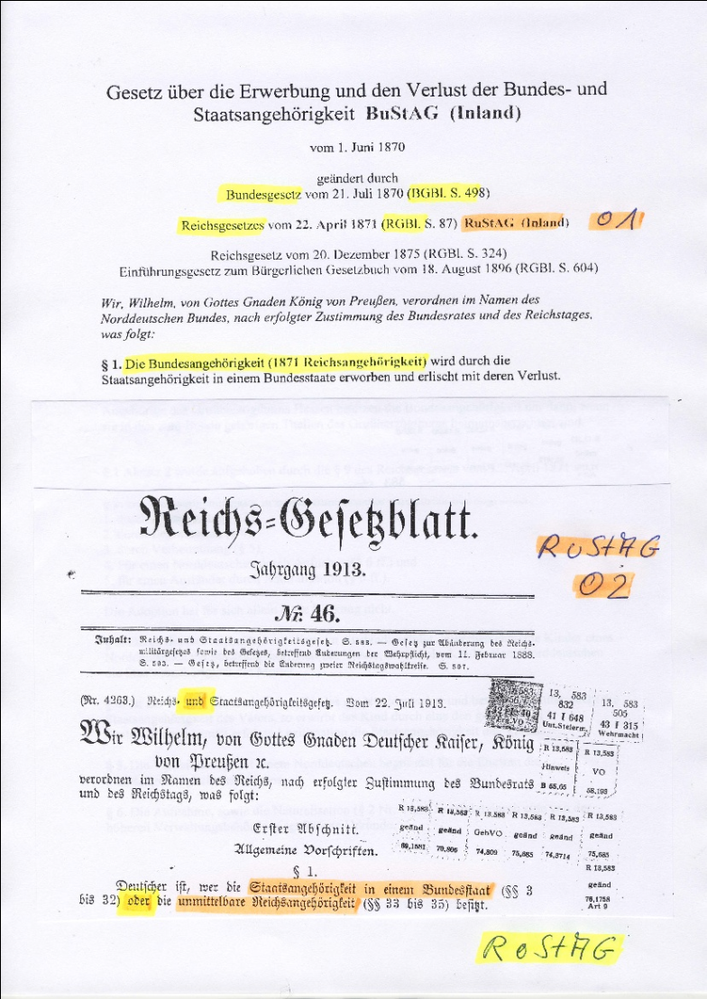 Gesetz über die Erwerbung und den Verlust der Bundes- und
Staatsangehörigkeit BuStAG (Inland)
vom 1. Juni 1870
geändert durch
Bundesgesetz vom 21. Juli 1870 (BGBl. S. 498)
Reichsgesetzes vom 22. April 1871 (RGBl. S. 87) RuStAG (Inland) 01
Reichsgesetz vom 20. Dezember 1875 (RGBl. S. 324)
Einführungsgesetz zum Bürgerlichen Gesetzbuch vom 18. August 1896 (RGBl. S. 604)
Wir, Wilhelm, von Gottes Gnaden König von Preußen, verordnen im Namen des
Norddeutschen Bundes, nach erfolgter Zustimmung des Bundesrates und des Reichstages,
was folgt:
§ 1. Die Bundesangehörigkeit (1871 Reichsangehörigkeit) wird durch die
Staatsangehörigkeit in einem Bundesstaate erworben und erlischt mit deren Verlust.
Reichs-Gesetzblatt.
RuStAG
Jahrgang 1913.
02
Nr. 46.
Inhalt: Reichs- und Staatsangehörigkeitsgesetz. S. 583. — Gesetz zur Abänderung des Reichs-
militärgesetzes sowie des Gesetzes, betreffend Änderungen der Wehrpflicht, vom 11. Februar 1888.
S. 593. — Gesetz, betreffend die Änderung zweier Reichstagswahlkreise. S. 597.
(Nr. 4263.) Reichs- und Staatsangehörigkeitsgesetz. Vom 22. Juli 1913.
13, 583
832
41 I 648
Unt.Stelerm.
13, 583
505
43 I 315
Wehrmacht
Wir Wilhelm, von Gottes Gnaden Deutscher Kaiser, König
von Preußen ꝛc.
R 13,583
Hinweis
B 65,05
R 13,583
VO
58,193
verordnen im Namen des Reichs, nach erfolgter Zustimmung des Bundesrats
und des Reichstags, was folgt:
R 13,583 R 13,583 R 13,583 R 13,583 R 13,583 R 13,583
Erster Abschnitt.
geänd geänd GebVO geänd geänd geänd
Allgemeine Vorschriften.
69,1581 70,806 74,809 75,685 74,3714 75,685
§ 1.
R 13,583
geänd
76,1758
Art 9
Deutscher ist, wer die Staatsangehörigkeit in einem Bundesstaat (§§ 3
bis 32) oder die unmittelbare Reichsangehörigkeit (§§ 33 bis 35) besitzt.
RuStAG